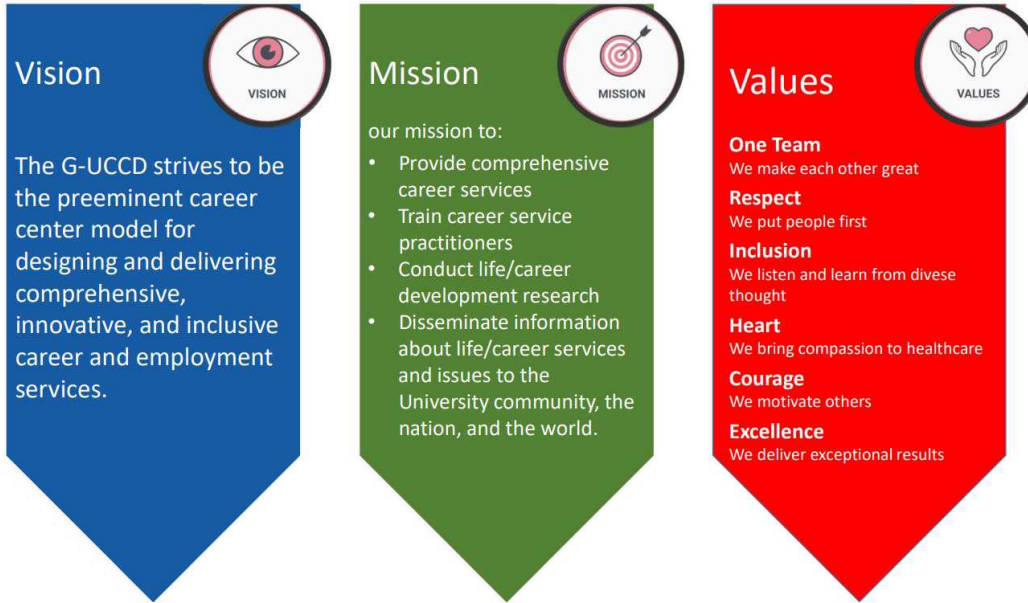 Vision
VISION
The G-UCCD strives to be
the preeminent career
center model for
designing and delivering
comprehensive,
innovative, and inclusive
career and employment
services.
Mission
MISSION
our mission to:
• Provide comprehensive
career services
• Train career service
practitioners
• Conduct life/career
development research
• Disseminate information
about life/career services
and issues to the
University community, the
nation, and the world.
Values
VALUES
One Team
We make each other great
Respect
We put people first
Inclusion
We listen and learn from divese
thought
Heart
We bring compassion to healthcare
Courage
We motivate others
Excellence
We deliver exceptional results